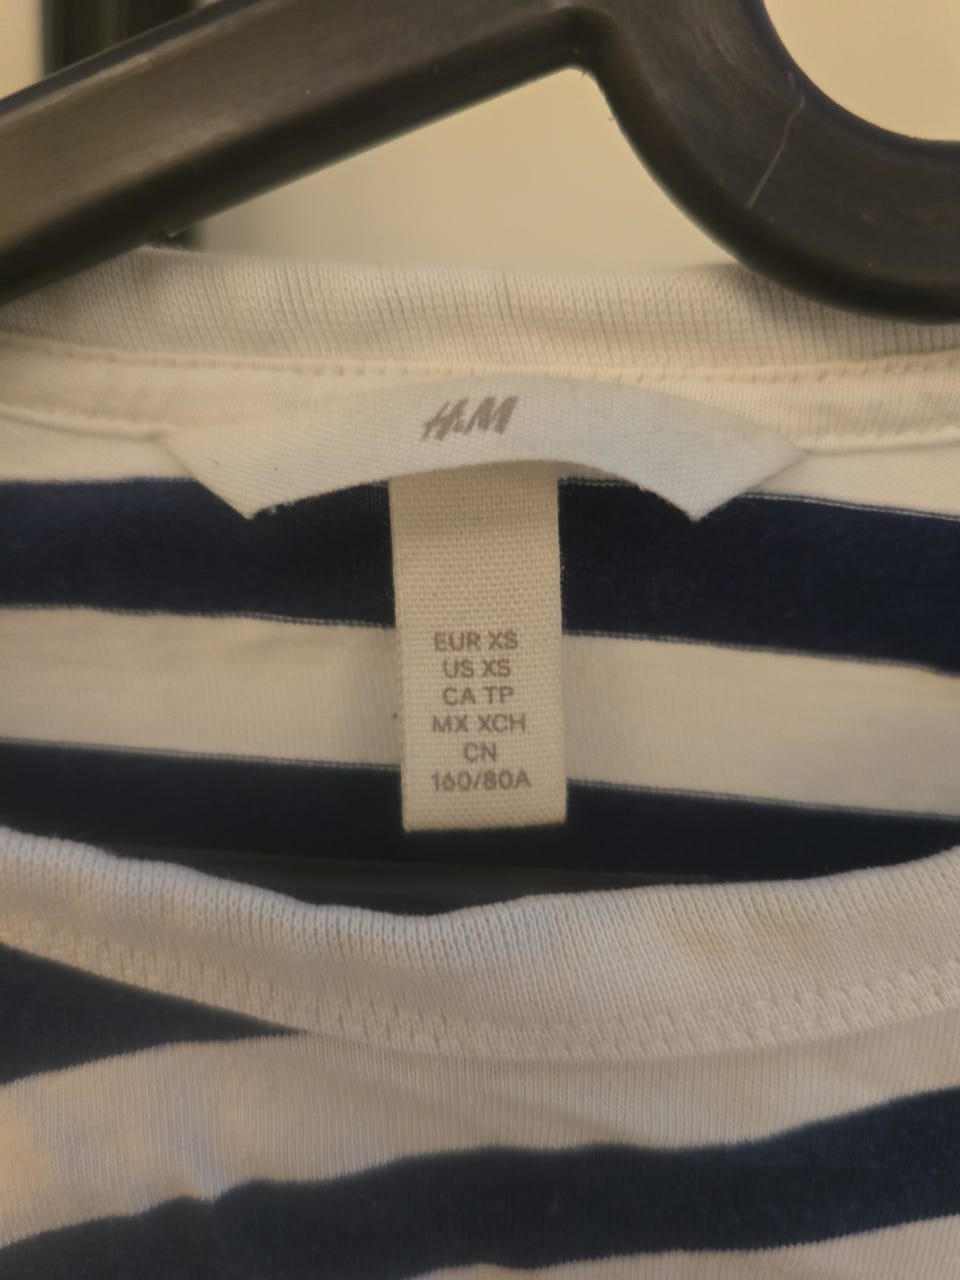 H&M
EUR XS
US XS
CA TP
MX XCH
CN
160/80A